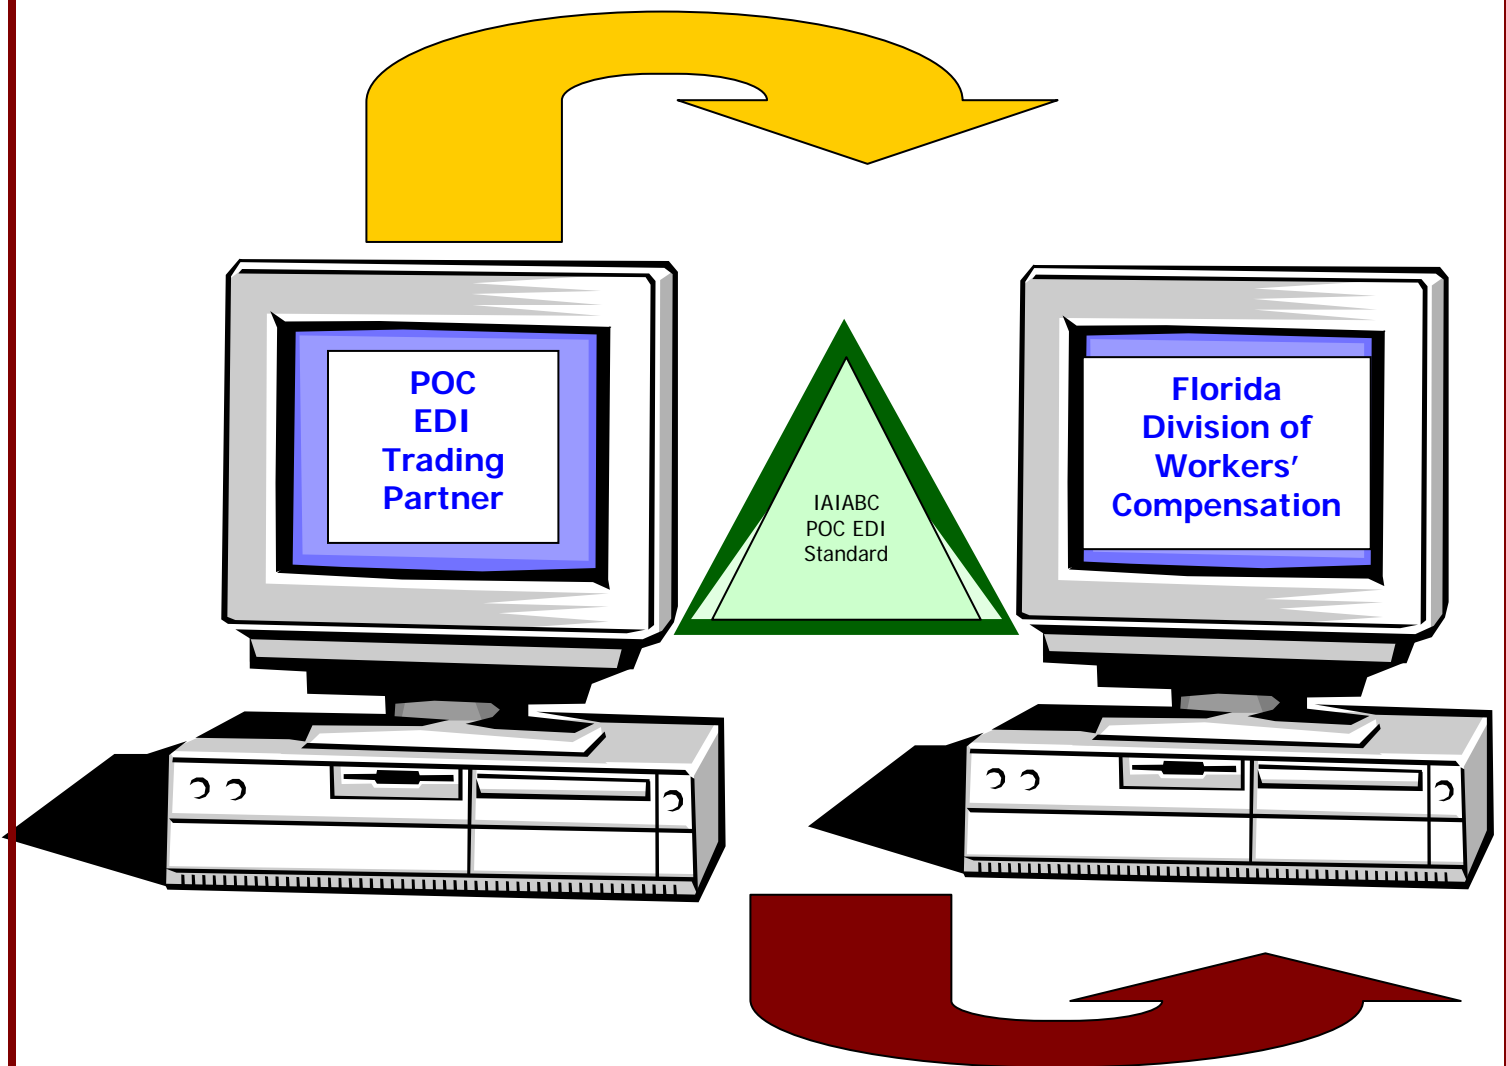 POC
EDI
Trading
Partner
IAIABC
POC EDI
Standard
Florida
Division of
Workers’
Compensation